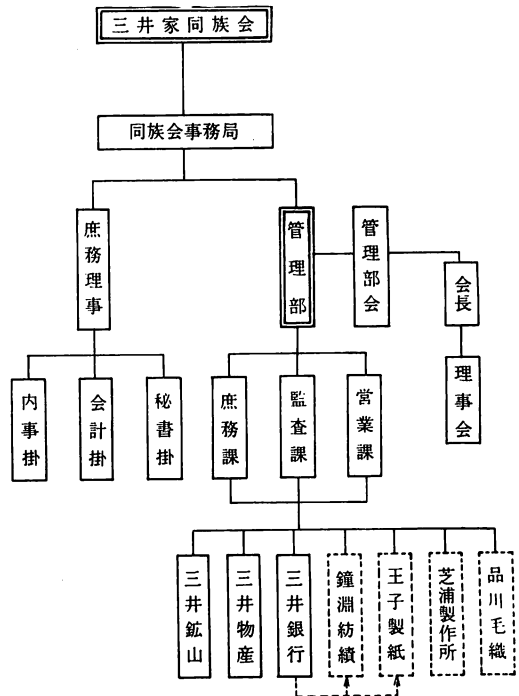 三井家同族会
同族会事務局
庶務理事
管理部
管理部会
会長
理事会
内事掛
会計掛
秘書掛
庶務課
監査課
営業課
三井鉱山
三井物産
三井銀行
鐘淵紡績
王子製紙
芝浦製作所
品川毛織